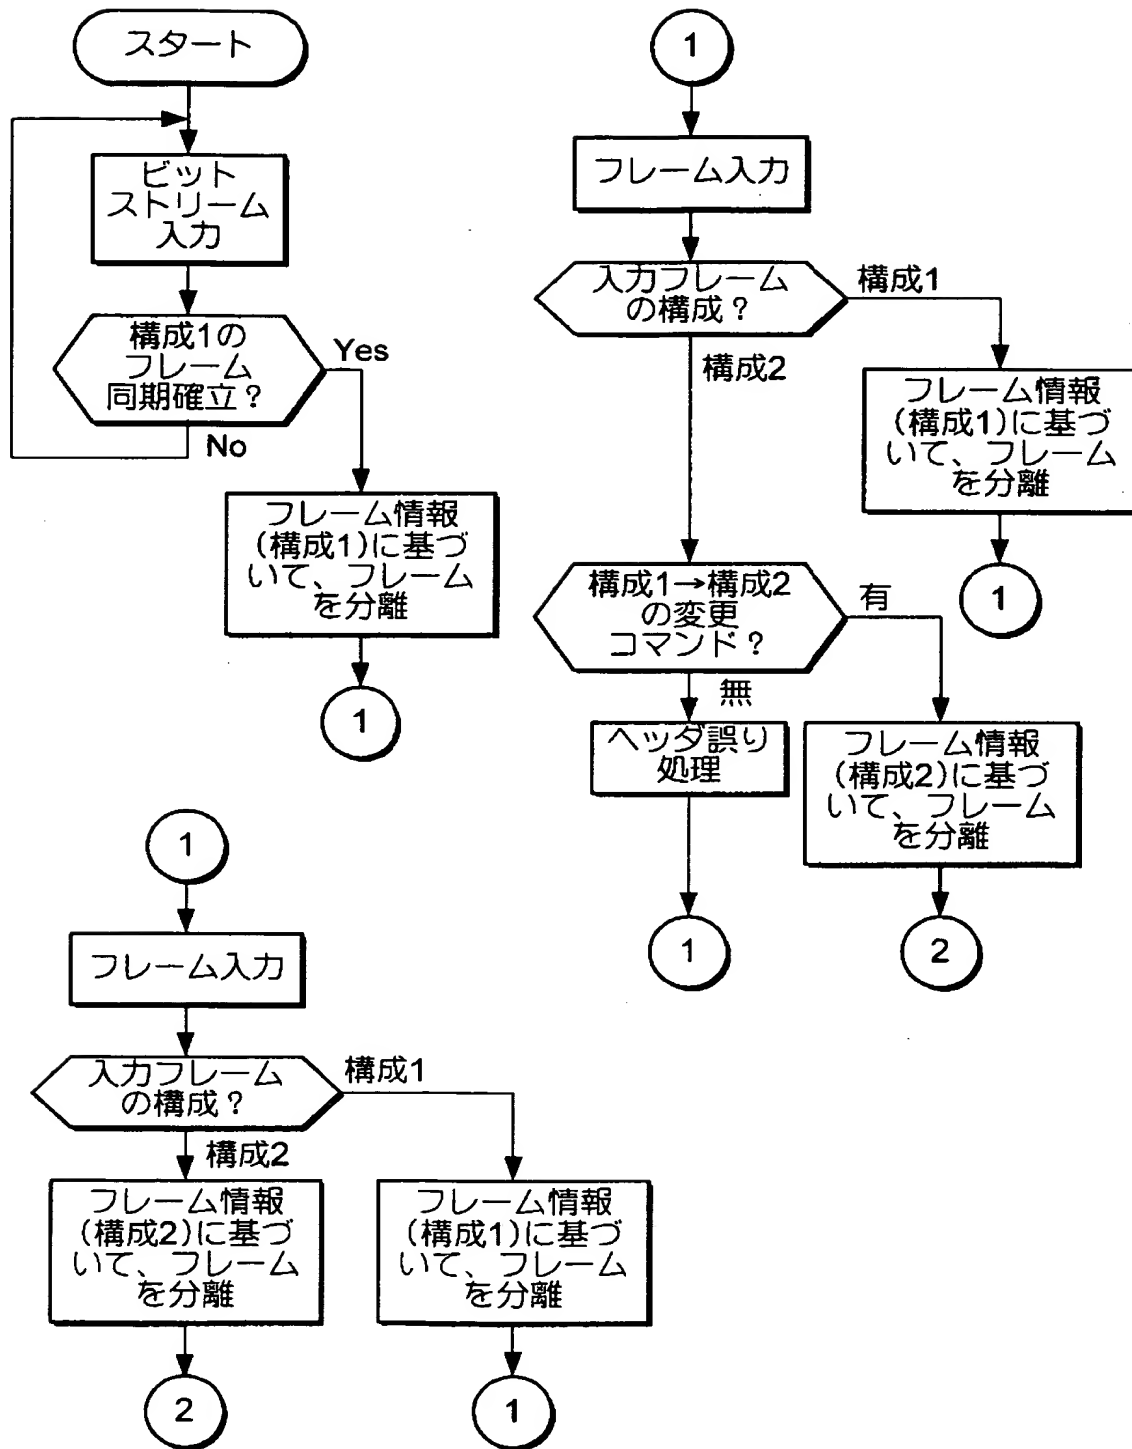 スタート
ビット
ストリーム
入力
構成1の
フレーム
同期確立？
Yes
No
フレーム情報
(構成1)に基づ
いて、フレーム
を分離
1
1
フレーム入力
入力フレーム
の構成？
構成1
構成2
フレーム情報
(構成1)に基づ
いて、フレーム
を分離
1
構成1→構成2
の変更
コマンド？
有
無
ヘッダ誤り
処理
1
フレーム情報
(構成2)に基づ
いて、フレーム
を分離
2
1
フレーム入力
入力フレーム
の構成？
構成1
構成2
フレーム情報
(構成2)に基づ
いて、フレーム
を分離
2
フレーム情報
(構成1)に基づ
いて、フレーム
を分離
1